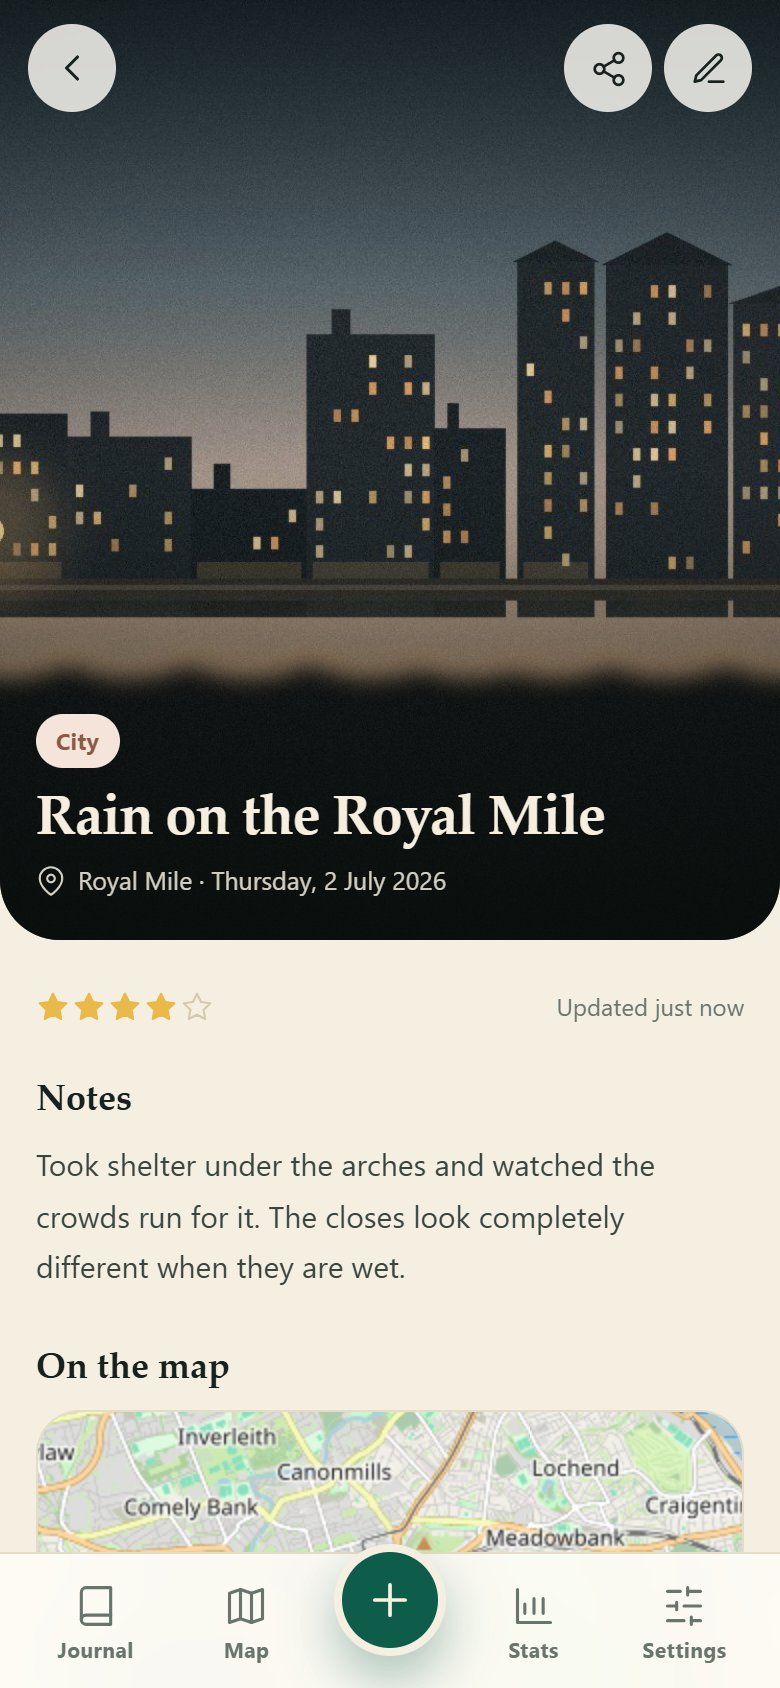 City
Rain on the Royal Mile
Royal Mile · Thursday, 2 July 2026
Updated just now
Notes
Took shelter under the arches and watched the
crowds run for it. The closes look completely
different when they are wet.
On the map
Inverleith
law
Canonmills
Lochend
Comely Bank
Craigenti
Meadowbank
Journal
Map
Stats
Settings